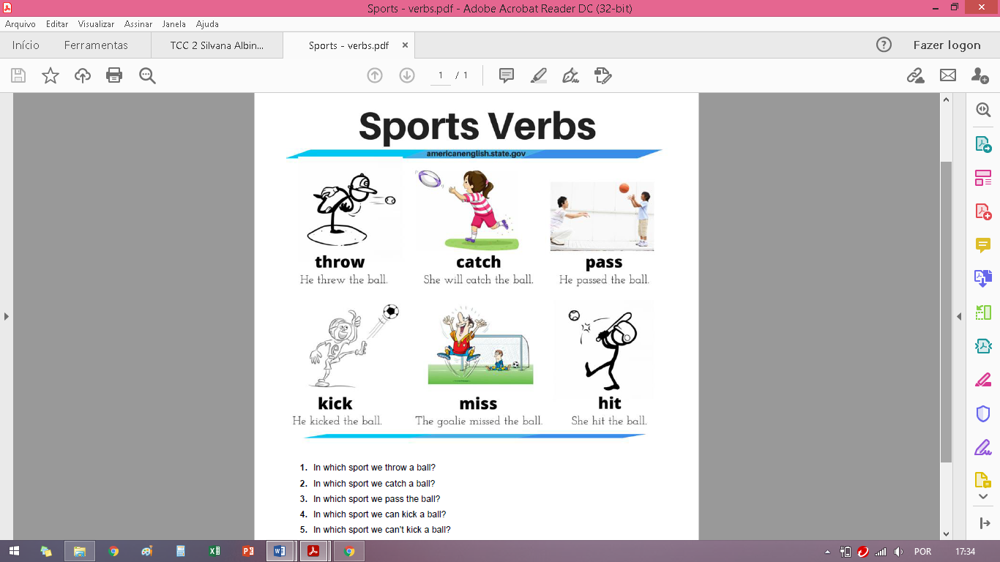 Sports - verbs.pdf - Adobe Acrobat Reader DC (32-bit)
Arquivo Editar Visualizar Assinar Janela Ajuda
Início Ferramentas TCC 2 Silvana Albin... Sports - verbs.pdf × Fazer logon
1 / 1
Sports Verbs
americanenglish.state.gov
throw catch pass
He threw the ball. She will catch the ball. He passed the ball.
kick miss hit
He kicked the ball. The goalie missed the ball. She hit the ball.
1. In which sport we throw a ball?
2. In which sport we catch a ball?
3. In which sport we pass the ball?
4. In which sport we can kick a ball?
5. In which sport we can't kick a ball?
POR 17:34